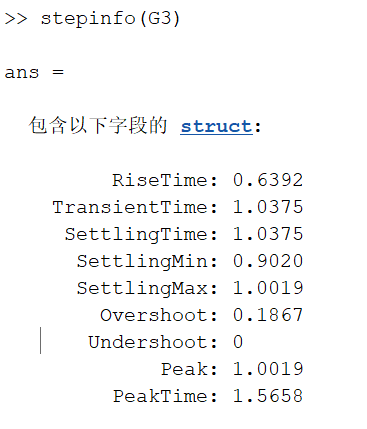 >> stepinfo(G3)
ans =
包含以下字段的 struct:
RiseTime: 0.6392
TransientTime: 1.0375
SettlingTime: 1.0375
SettlingMin: 0.9020
SettlingMax: 1.0019
Overshoot: 0.1867
Undershoot: 0
Peak: 1.0019
PeakTime: 1.5658